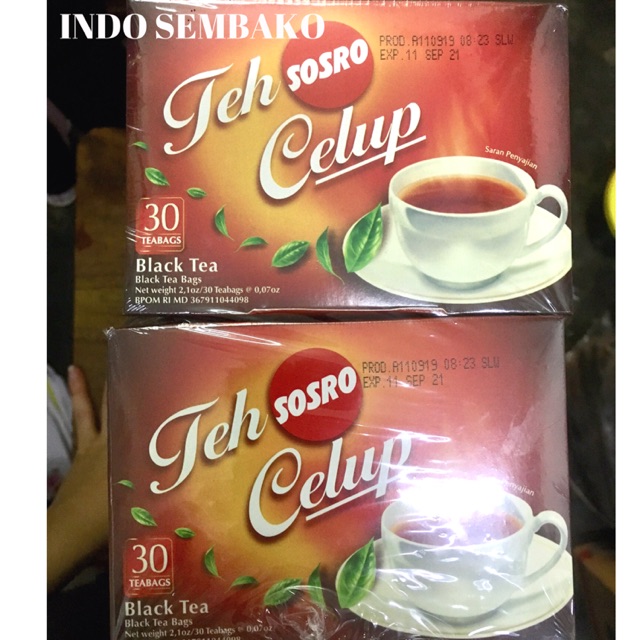 INDO SEMBAKO
PROD.A110919 08:23 SLW
EXP.11 SEP 21
Teh SOSRO
Celup
Saran Penyajian
30
TEABAGS
Black Tea
Black Tea Bags
Net weight 2,1oz/30 Teabags @ 0,07oz
BPOM RI MD 367911044098
PROD.A110919 08:23 SLW
EXP.11 SEP 21
Teh SOSRO
Celup
Penyajian
30
TEABAGS
Black Tea
Black Tea Bags
Net weight 2,1oz/30 Teabags @ 0,07oz